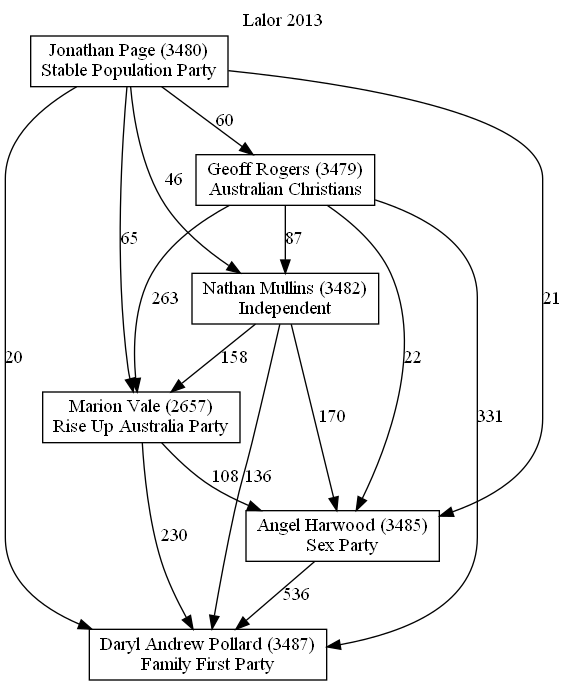 Lalor 2013
Jonathan Page (3480)
Stable Population Party
60
Geoff Rogers (3479)
Australian Christians
46
87
65
263
21
Nathan Mullins (3482)
Independent
20
158
22
Marion Vale (2657)
Rise Up Australia Party
170
331
108
136
Angel Harwood (3485)
Sex Party
230
536
Daryl Andrew Pollard (3487)
Family First Party